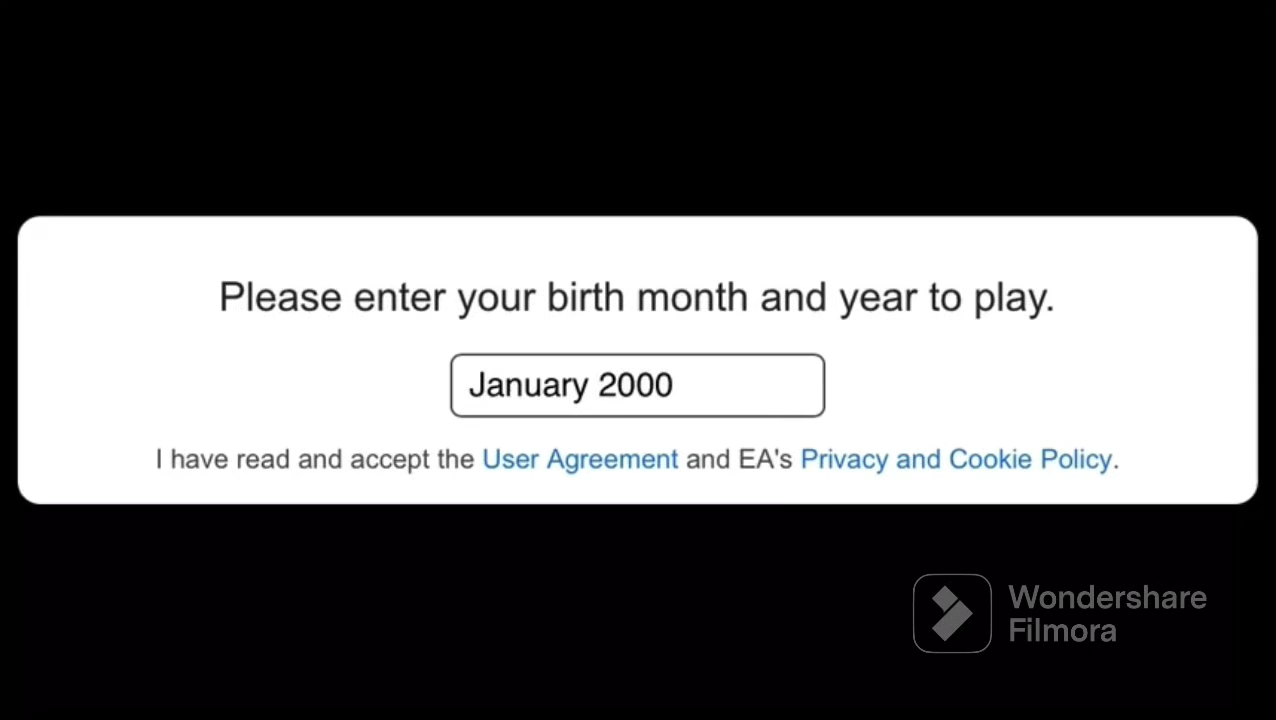 Please enter your birth month and year to play.
January 2000
I have read and accept the User Agreement and EA's Privacy and Cookie Policy.
Wondershare
Filmora